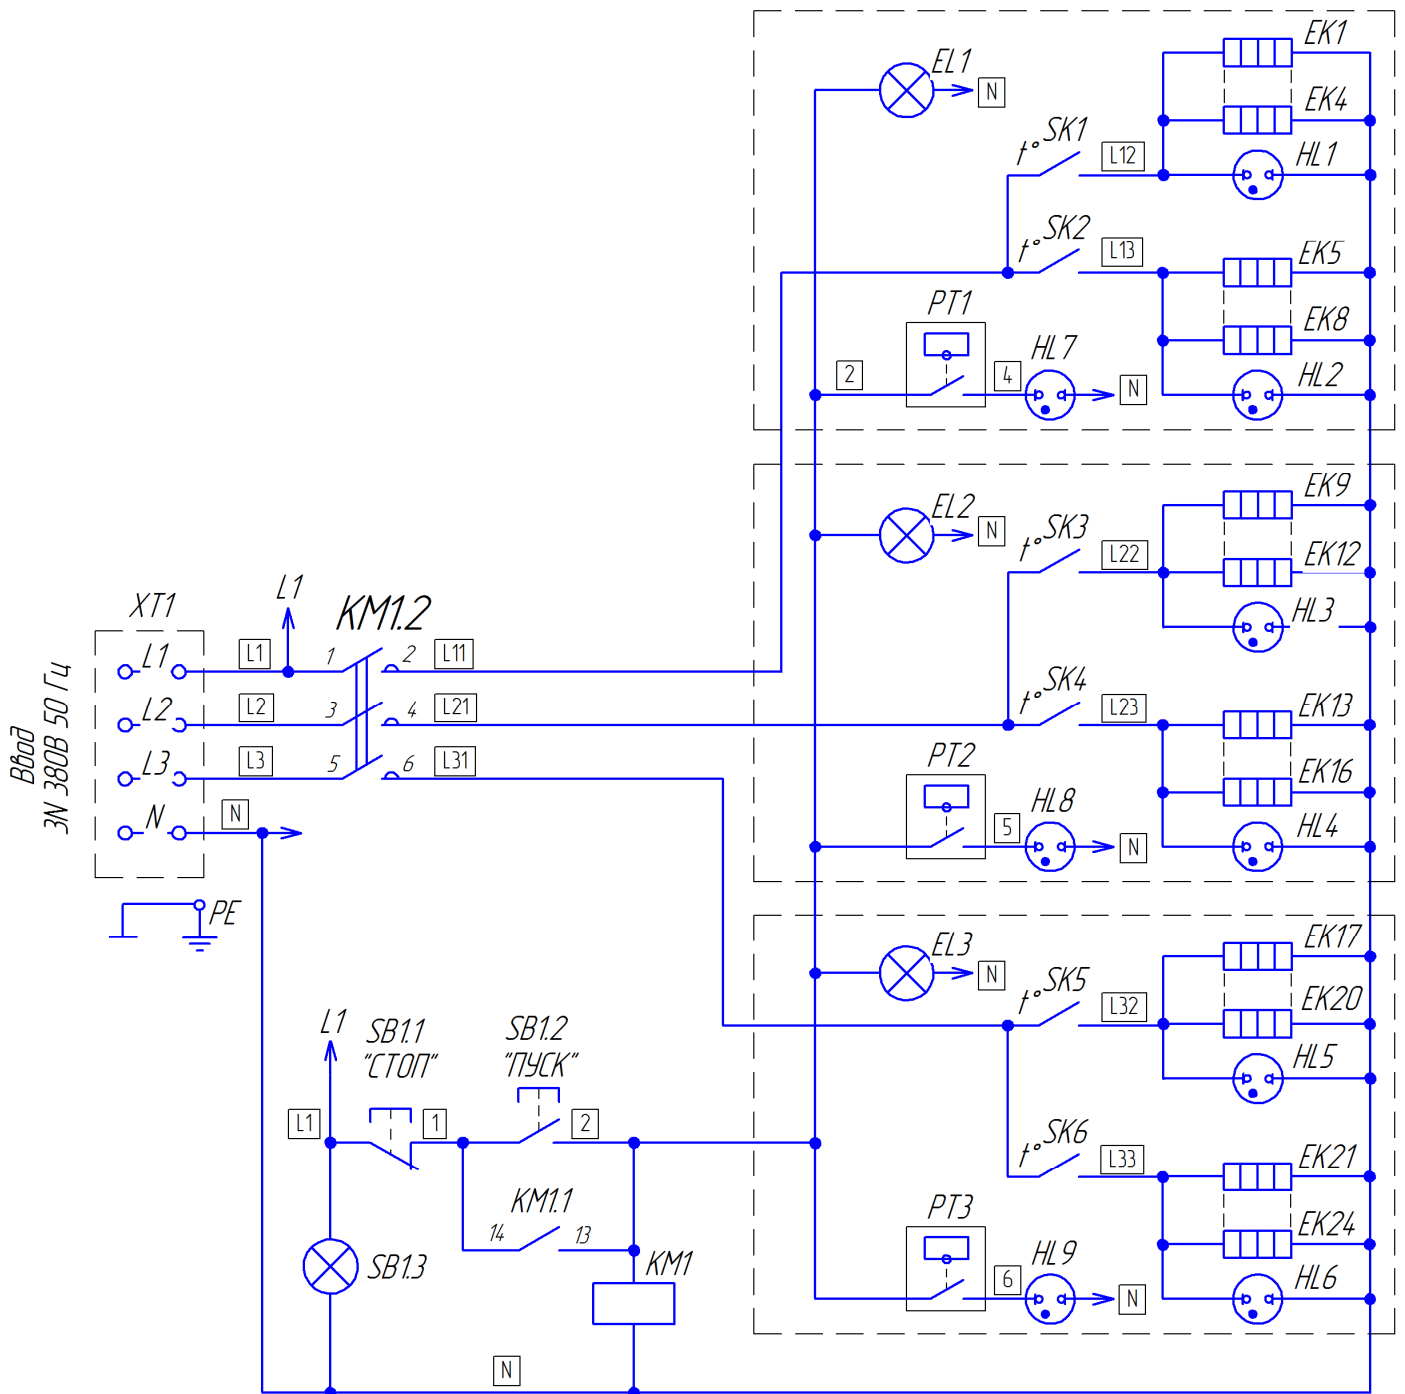 EK1
EL1
N
EK4
SK1
t°
L12
HL1
SK2
t°
L13
EK5
PT1
EK8
HL7
2
4
N
HL2
EK9
EL2
N
SK3
t°
L22
EK12
HL3
L1
XT1
KM1.2
L1
L1
1
2
L11
SK4
t°
L23
EK13
L2
L2
3
4
L21
Ввод
3N 380В 50 Гц
L3
L3
5
6
L31
PT2
EK16
HL8
N
N
5
N
HL4
PE
EL3
N
SK5
t°
L32
EK17
EK20
HL5
L1
SB1.1
"СТОП"
SB1.2
"ПУСК"
L1
1
2
SK6
t°
L33
EK21
KM1.1
14
13
PT3
EK24
SB1.3
KM1
HL9
6
N
HL6
N